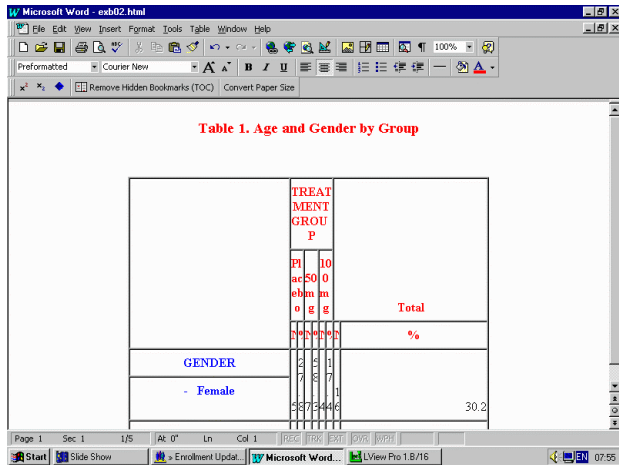 Microsoft Word - exb02.html
File Edit View Insert Format Tools Table Window Help
100%
Preformatted Courier New A A B I U A
x² x₂ Remove Hidden Bookmarks (TOC) Convert Paper Size
Table 1. Age and Gender by Group
TREAT
MENT
GROU
P
Pl
ac
eb
o
50
m
g
10
0
m
g
Total
N % N % N % N
%
GENDER
- Female
30.2
Page 1 Sec 1 1/5 At 0" Ln Col 1 REC TRK EXT OVR WPH
Start Slide Show » Enrollment Updat... Microsoft Word... LView Pro 1.B/16 EN 07:55